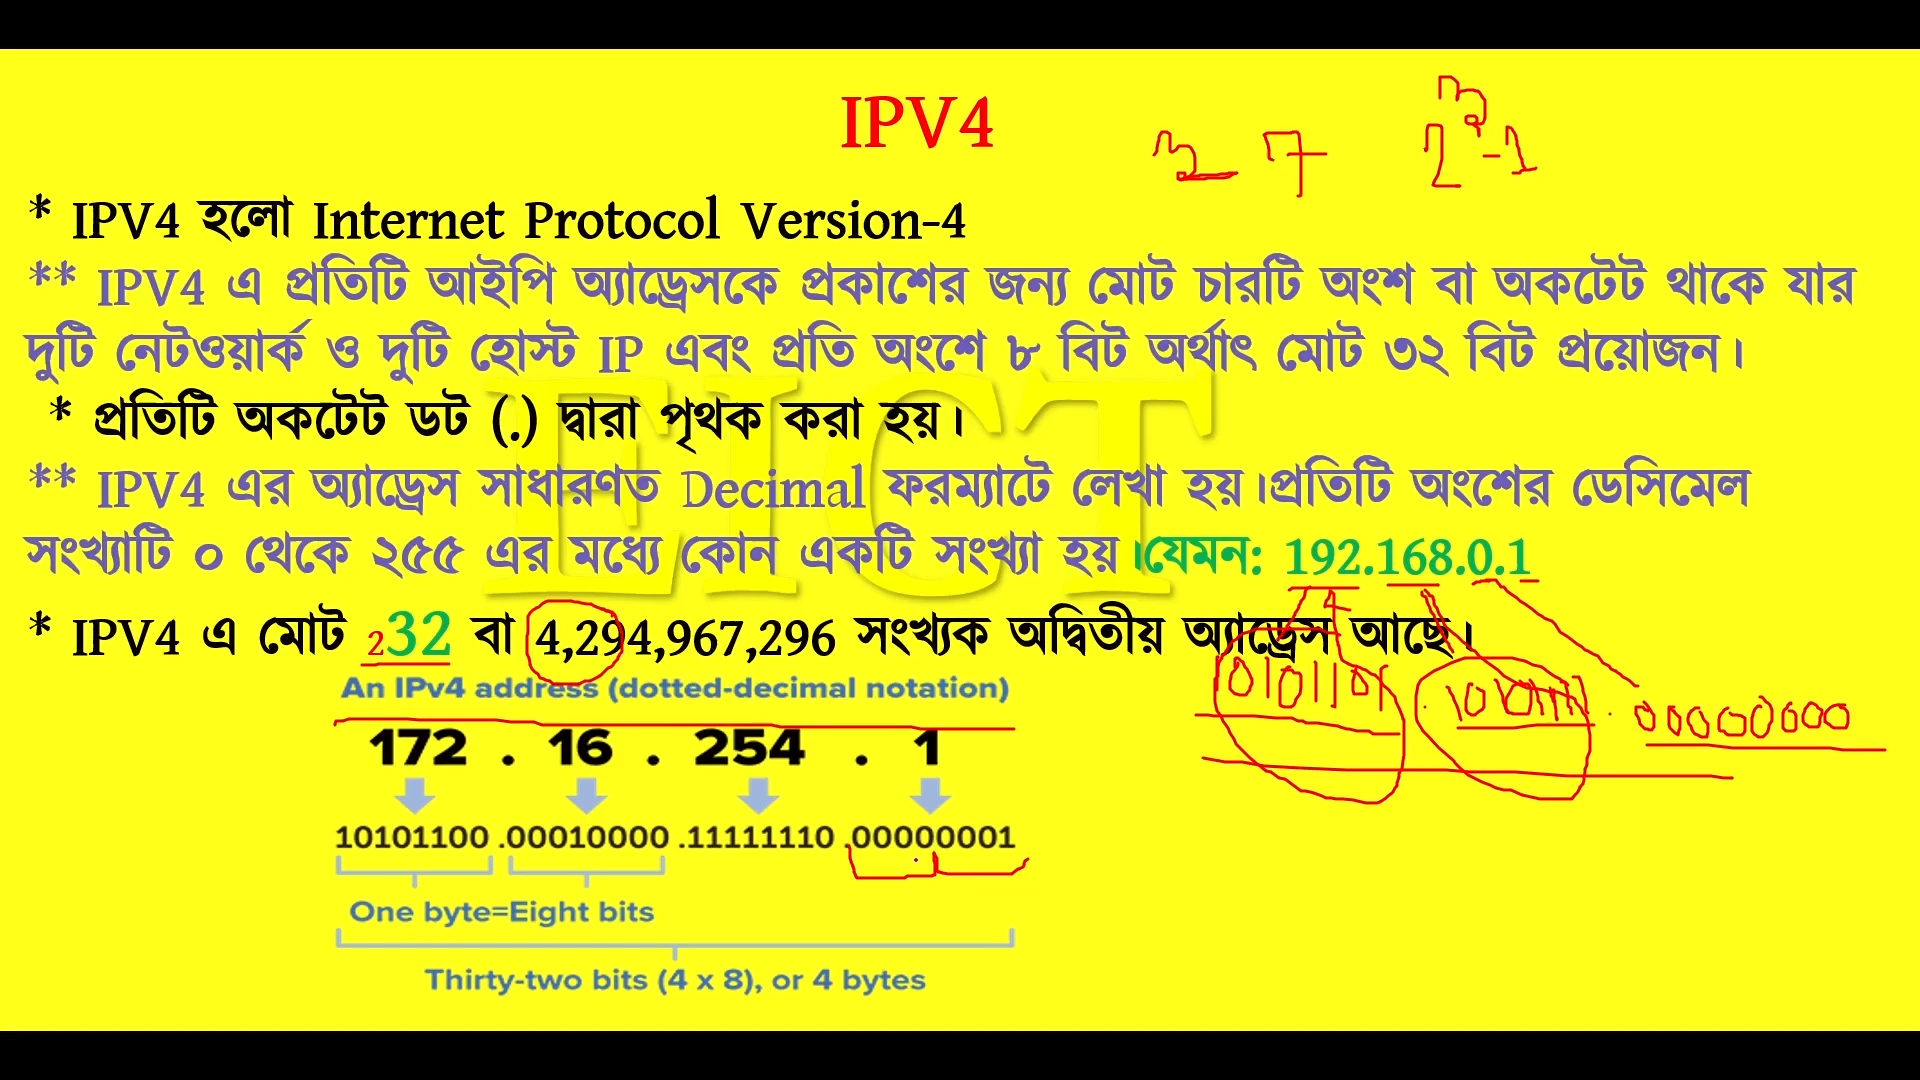 IPV4
* IPV4 হলো Internet Protocol Version-4
** IPV4 এ প্রতিটি আইপি অ্যাড্রেসকে প্রকাশের জন্য মোট চারটি অংশ বা অকটেট থাকে যার
দুটি নেটওয়ার্ক ও দুটি হোস্ট IP এবং প্রতি অংশে ৮ বিট অর্থাৎ মোট ৩২ বিট প্রয়োজন।
* প্রতিটি অকটেট ডট (.) দ্বারা পৃথক করা হয়।
** IPV4 এর অ্যাড্রেস সাধারণত Decimal ফরম্যাটে লেখা হয়।প্রতিটি অংশের ডেসিমেল
সংখ্যাটি ০ থেকে ২৫৫ এর মধ্যে কোন একটি সংখ্যা হয়।যেমন: 192.168.0.1
* IPV4 এ মোট 232 বা 4,294,967,296 সংখ্যক অদ্বিতীয় অ্যাড্রেস আছে।
EICT
An IPv4 address (dotted-decimal notation)
172 . 16 . 254 . 1
10101100 .00010000 .11111110 .00000001
One byte=Eight bits
Thirty-two bits (4 x 8), or 4 bytes
00000000